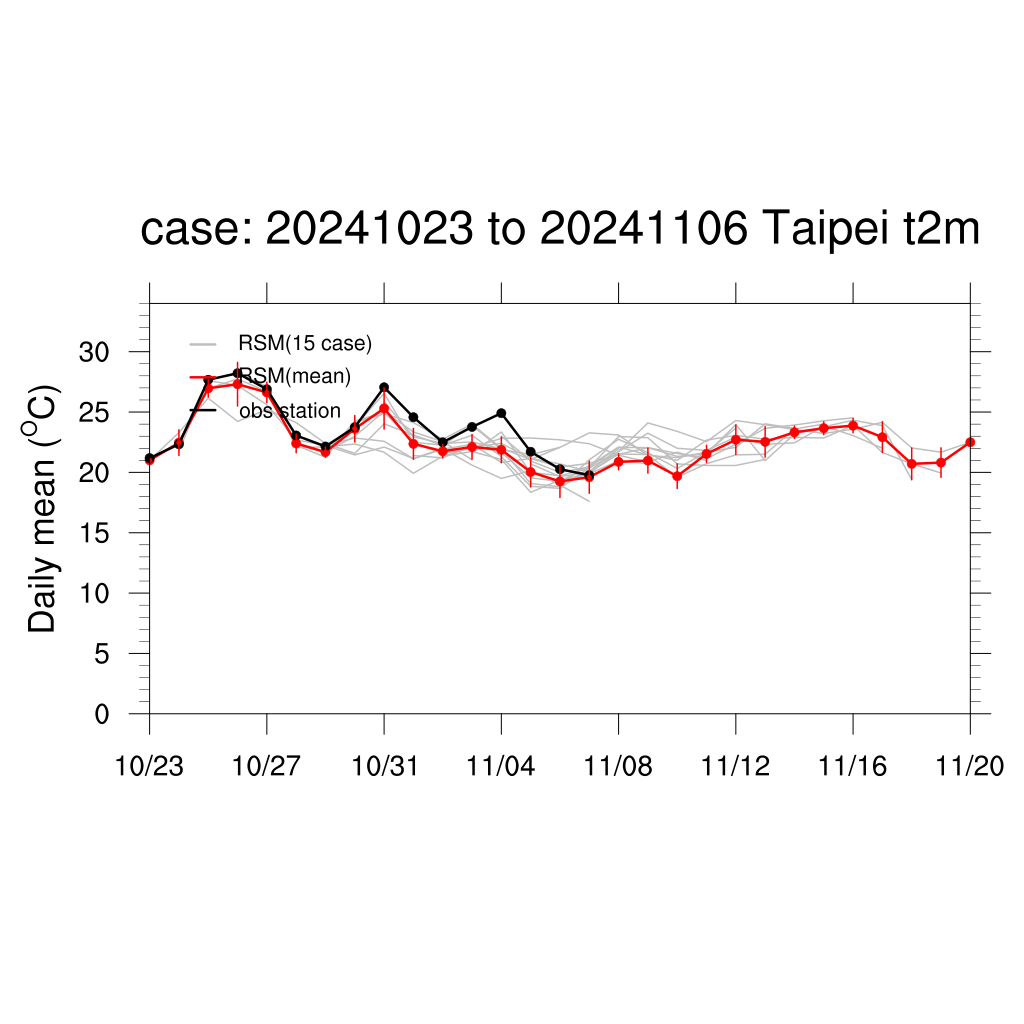 case: 20241023 to 20241106 Taipei t2m
RSM(15 case)
RSM(mean)
obs station
Daily mean (°C)
30
25
20
15
10
5
0
10/23 10/27 10/31 11/04 11/08 11/12 11/16 11/20